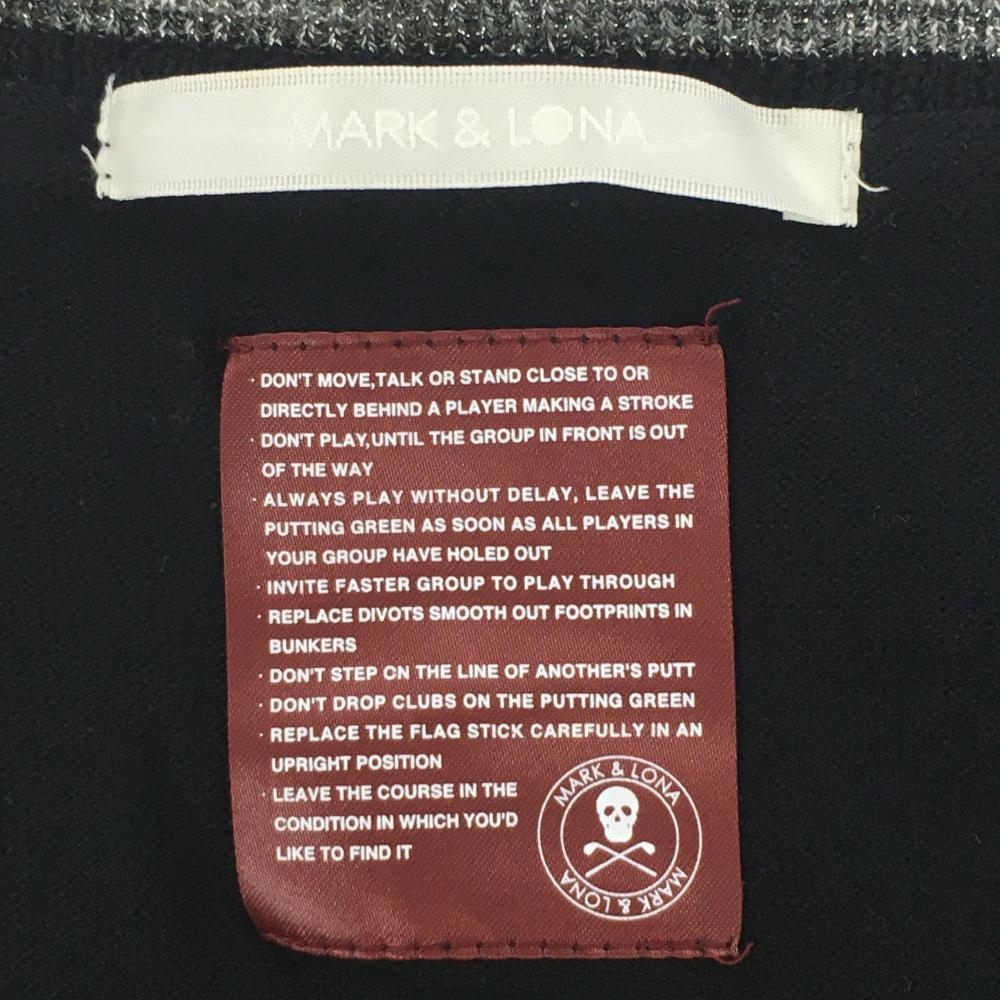 MARK & LONA
· DON'T MOVE,TALK OR STAND CLOSE TO OR
DIRECTLY BEHIND A PLAYER MAKING A STROKE
· DON'T PLAY,UNTIL THE GROUP IN FRONT IS OUT
OF THE WAY
· ALWAYS PLAY WITHOUT DELAY, LEAVE THE
PUTTING GREEN AS SOON AS ALL PLAYERS IN
YOUR GROUP HAVE HOLED OUT
· INVITE FASTER GROUP TO PLAY THROUGH
· REPLACE DIVOTS SMOOTH OUT FOOTPRINTS IN
BUNKERS
· DON'T STEP ON THE LINE OF ANOTHER'S PUTT
· DON'T DROP CLUBS ON THE PUTTING GREEN
· REPLACE THE FLAG STICK CAREFULLY IN AN
UPRIGHT POSITION
· LEAVE THE COURSE IN THE
CONDITION IN WHICH YOU'D
LIKE TO FIND IT
MARK & LONA
MARK & LONA